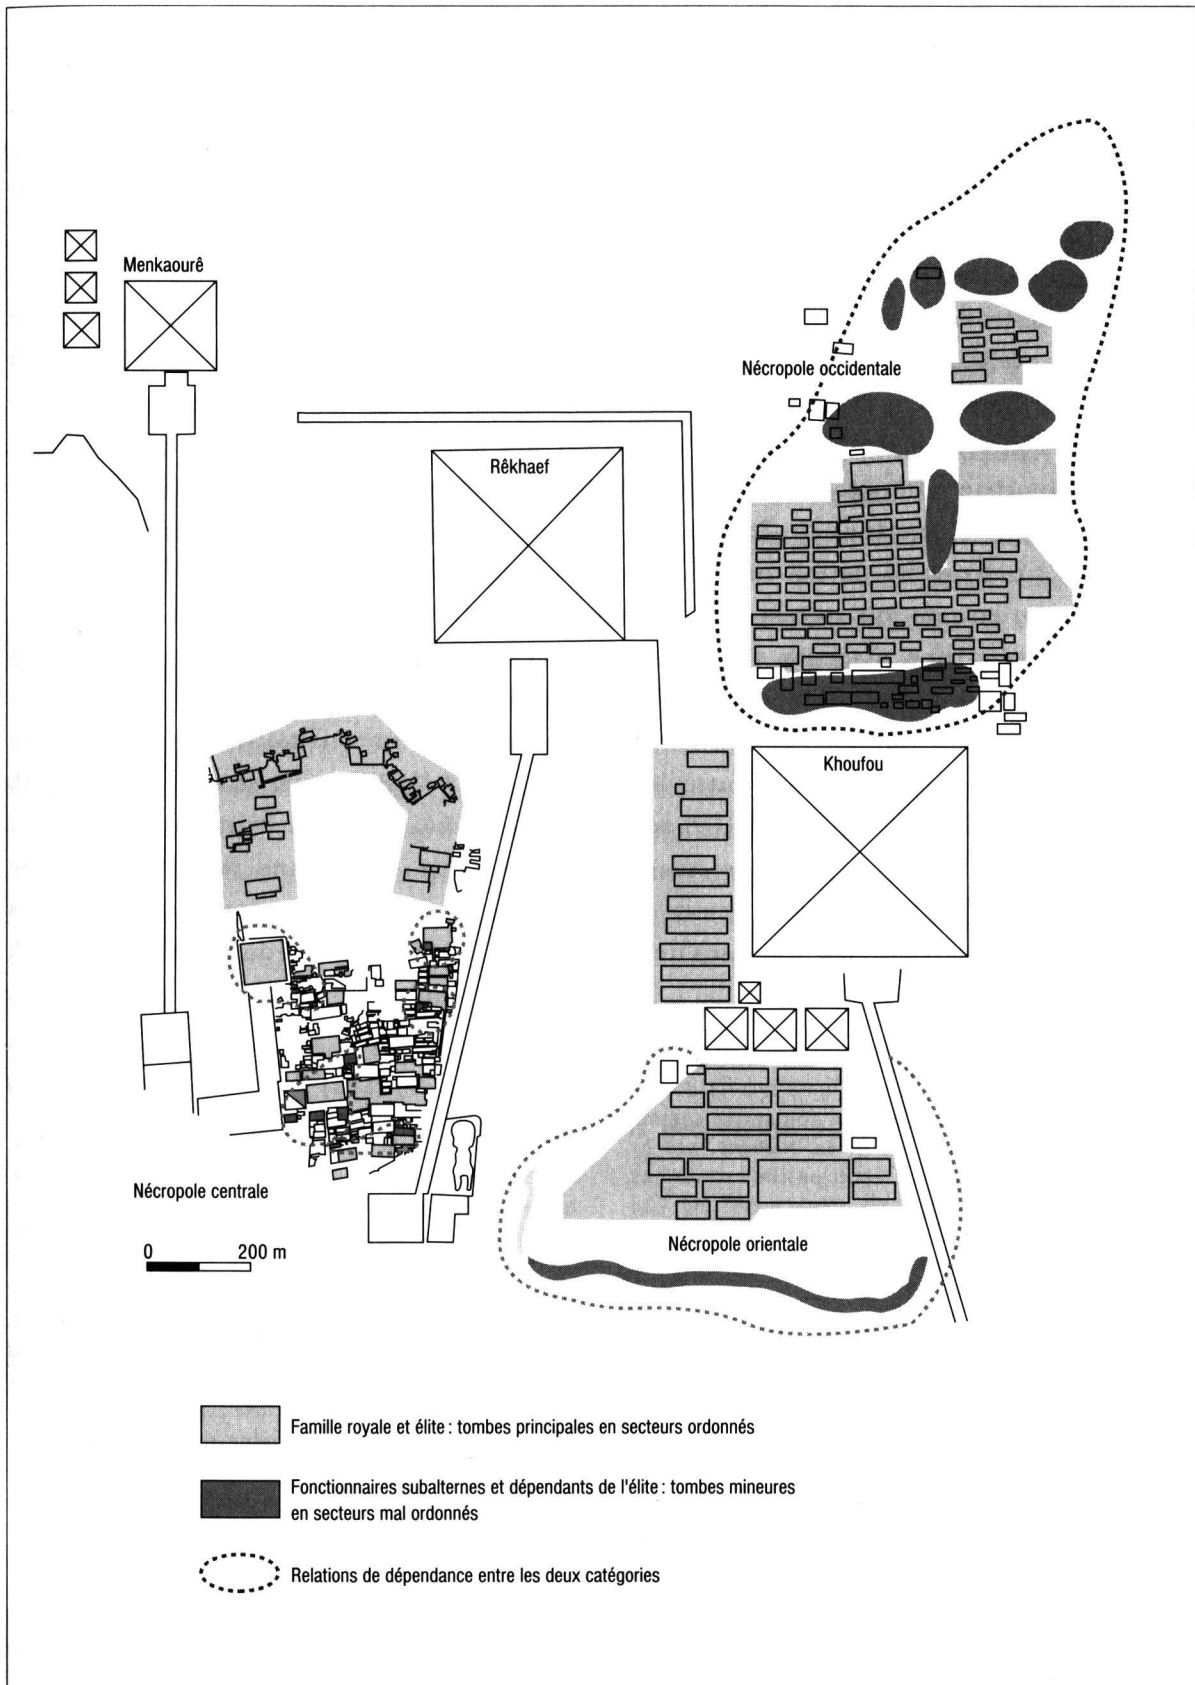 Menkaourê
Nécropole occidentale
Rêkhaef
Khoufou
Nécropole centrale
0 200 m
Nécropole orientale
Famille royale et élite : tombes principales en secteurs ordonnés
Fonctionnaires subalternes et dépendants de l'élite : tombes mineures
en secteurs mal ordonnés
Relations de dépendance entre les deux catégories